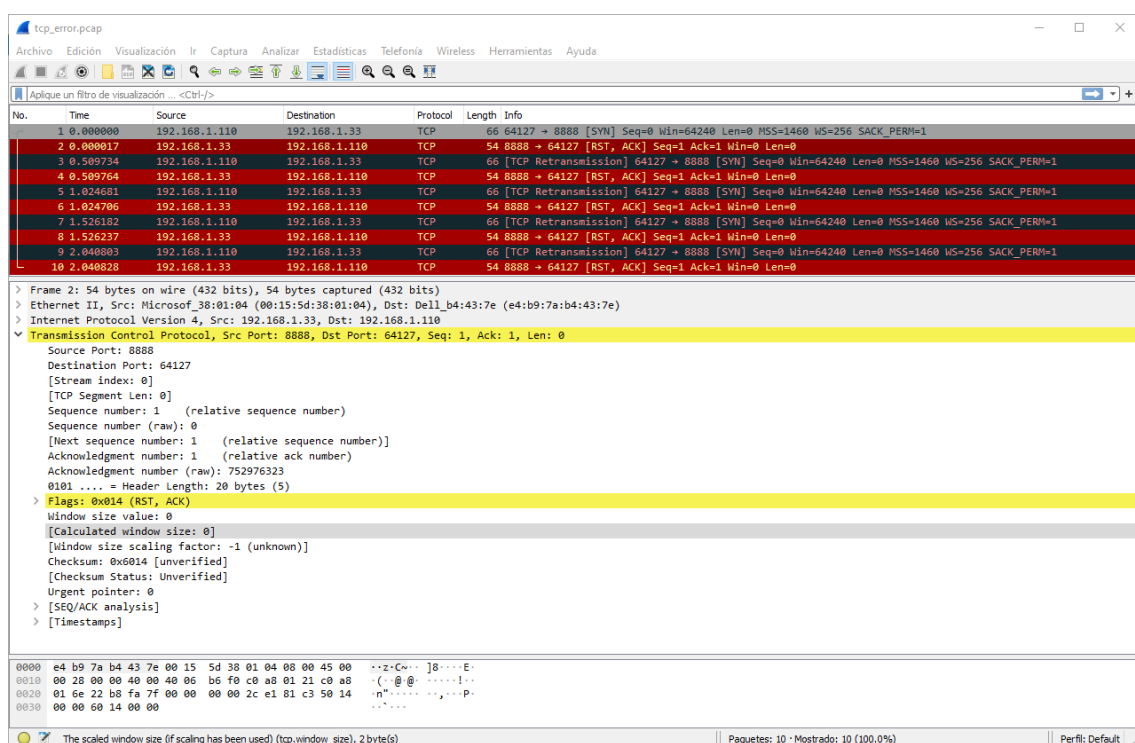 tcp_error.pcap
Archivo Edición Visualización Ir Captura Analizar Estadísticas Telefonía Wireless Herramientas Ayuda
Aplique un filtro de visualización ... <Ctrl-/>
No. Time Source Destination Protocol Length Info
1 0.000000 192.168.1.110 192.168.1.33 TCP 66 64127 → 8888 [SYN] Seq=0 Win=64240 Len=0 MSS=1460 WS=256 SACK_PERM=1
2 0.000017 192.168.1.33 192.168.1.110 TCP 54 8888 → 64127 [RST, ACK] Seq=1 Ack=1 Win=0 Len=0
3 0.509734 192.168.1.110 192.168.1.33 TCP 66 [TCP Retransmission] 64127 → 8888 [SYN] Seq=0 Win=64240 Len=0 MSS=1460 WS=256 SACK_PERM=1
4 0.509764 192.168.1.33 192.168.1.110 TCP 54 8888 → 64127 [RST, ACK] Seq=1 Ack=1 Win=0 Len=0
5 1.024681 192.168.1.110 192.168.1.33 TCP 66 [TCP Retransmission] 64127 → 8888 [SYN] Seq=0 Win=64240 Len=0 MSS=1460 WS=256 SACK_PERM=1
6 1.024706 192.168.1.33 192.168.1.110 TCP 54 8888 → 64127 [RST, ACK] Seq=1 Ack=1 Win=0 Len=0
7 1.526182 192.168.1.110 192.168.1.33 TCP 66 [TCP Retransmission] 64127 → 8888 [SYN] Seq=0 Win=64240 Len=0 MSS=1460 WS=256 SACK_PERM=1
8 1.526237 192.168.1.33 192.168.1.110 TCP 54 8888 → 64127 [RST, ACK] Seq=1 Ack=1 Win=0 Len=0
9 2.040803 192.168.1.110 192.168.1.33 TCP 66 [TCP Retransmission] 64127 → 8888 [SYN] Seq=0 Win=64240 Len=0 MSS=1460 WS=256 SACK_PERM=1
10 2.040828 192.168.1.33 192.168.1.110 TCP 54 8888 → 64127 [RST, ACK] Seq=1 Ack=1 Win=0 Len=0
Frame 2: 54 bytes on wire (432 bits), 54 bytes captured (432 bits)
Ethernet II, Src: Microsof_38:01:04 (00:15:5d:38:01:04), Dst: Dell_b4:43:7e (e4:b9:7a:b4:43:7e)
Internet Protocol Version 4, Src: 192.168.1.33, Dst: 192.168.1.110
Transmission Control Protocol, Src Port: 8888, Dst Port: 64127, Seq: 1, Ack: 1, Len: 0
Source Port: 8888
Destination Port: 64127
[Stream index: 0]
[TCP Segment Len: 0]
Sequence number: 1 (relative sequence number)
Sequence number (raw): 0
[Next sequence number: 1 (relative sequence number)]
Acknowledgment number: 1 (relative ack number)
Acknowledgment number (raw): 752976323
0101 .... = Header Length: 20 bytes (5)
Flags: 0x014 (RST, ACK)
Window size value: 0
[Calculated window size: 0]
[Window size scaling factor: -1 (unknown)]
Checksum: 0x6014 [unverified]
[Checksum Status: Unverified]
Urgent pointer: 0
[SEQ/ACK analysis]
[Timestamps]
0000 e4 b9 7a b4 43 7e 00 15 5d 38 01 04 08 00 45 00 ··z·C~·· ]8····E·
0010 00 28 00 00 40 00 40 06 b6 f0 c0 a8 01 21 c0 a8 ·(··@·@· ·····!··
0020 01 6e 22 b8 fa 7f 00 00 00 00 2c e1 81 c3 50 14 ·n"····· ··,···P·
0030 00 00 60 14 00 00 ··`···
The scaled window size (if scaling has been used) (tcp.window_size), 2 byte(s) Paquetes: 10 · Mostrado: 10 (100.0%) Perfil: Default